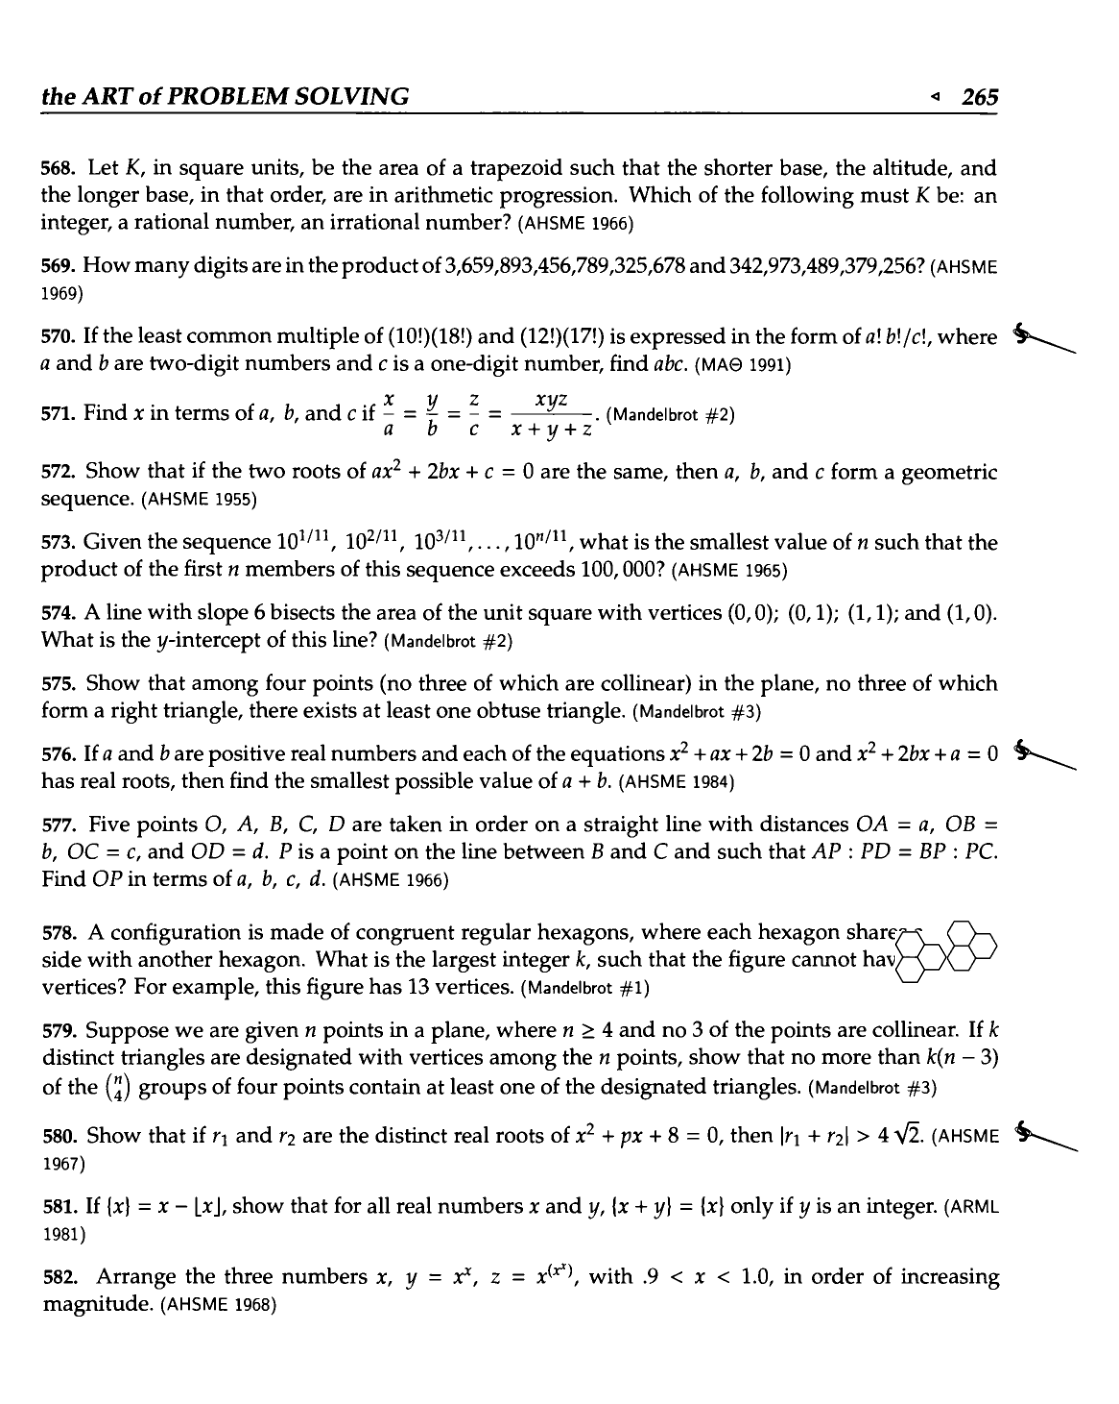 the ART of PROBLEM SOLVING ◃ 265
568. Let K, in square units, be the area of a trapezoid such that the shorter base, the altitude, and
the longer base, in that order, are in arithmetic progression. Which of the following must K be: an
integer, a rational number, an irrational number? (AHSME 1966)
569. How many digits are in the product of 3,659,893,456,789,325,678 and 342,973,489,379,256? (AHSME
1969)
570. If the least common multiple of (10!)(18!) and (12!)(17!) is expressed in the form of a! b!/c!, where
a and b are two-digit numbers and c is a one-digit number, find abc. (MAΘ 1991)
571. Find x in terms of a, b, and c if x/a = y/b = z/c = xyz/(x + y + z). (Mandelbrot #2)
572. Show that if the two roots of ax² + 2bx + c = 0 are the same, then a, b, and c form a geometric
sequence. (AHSME 1955)
573. Given the sequence 10^{1/11}, 10^{2/11}, 10^{3/11}, . . . , 10^{n/11}, what is the smallest value of n such that the
product of the first n members of this sequence exceeds 100, 000? (AHSME 1965)
574. A line with slope 6 bisects the area of the unit square with vertices (0, 0); (0, 1); (1, 1); and (1, 0).
What is the y-intercept of this line? (Mandelbrot #2)
575. Show that among four points (no three of which are collinear) in the plane, no three of which
form a right triangle, there exists at least one obtuse triangle. (Mandelbrot #3)
576. If a and b are positive real numbers and each of the equations x² + ax + 2b = 0 and x² + 2bx + a = 0
has real roots, then find the smallest possible value of a + b. (AHSME 1984)
577. Five points O, A, B, C, D are taken in order on a straight line with distances OA = a, OB =
b, OC = c, and OD = d. P is a point on the line between B and C and such that AP : PD = BP : PC.
Find OP in terms of a, b, c, d. (AHSME 1966)
578. A configuration is made of congruent regular hexagons, where each hexagon share
side with another hexagon. What is the largest integer k, such that the figure cannot hav
vertices? For example, this figure has 13 vertices. (Mandelbrot #1)
579. Suppose we are given n points in a plane, where n ≥ 4 and no 3 of the points are collinear. If k
distinct triangles are designated with vertices among the n points, show that no more than k(n − 3)
of the (n 4) groups of four points contain at least one of the designated triangles. (Mandelbrot #3)
580. Show that if r₁ and r₂ are the distinct real roots of x² + px + 8 = 0, then |r₁ + r₂| > 4√2. (AHSME
1967)
581. If {x} = x − ⌊x⌋, show that for all real numbers x and y, {x + y} = {x} only if y is an integer. (ARML
1981)
582. Arrange the three numbers x, y = x^x, z = x^(x^x), with .9 < x < 1.0, in order of increasing
magnitude. (AHSME 1968)